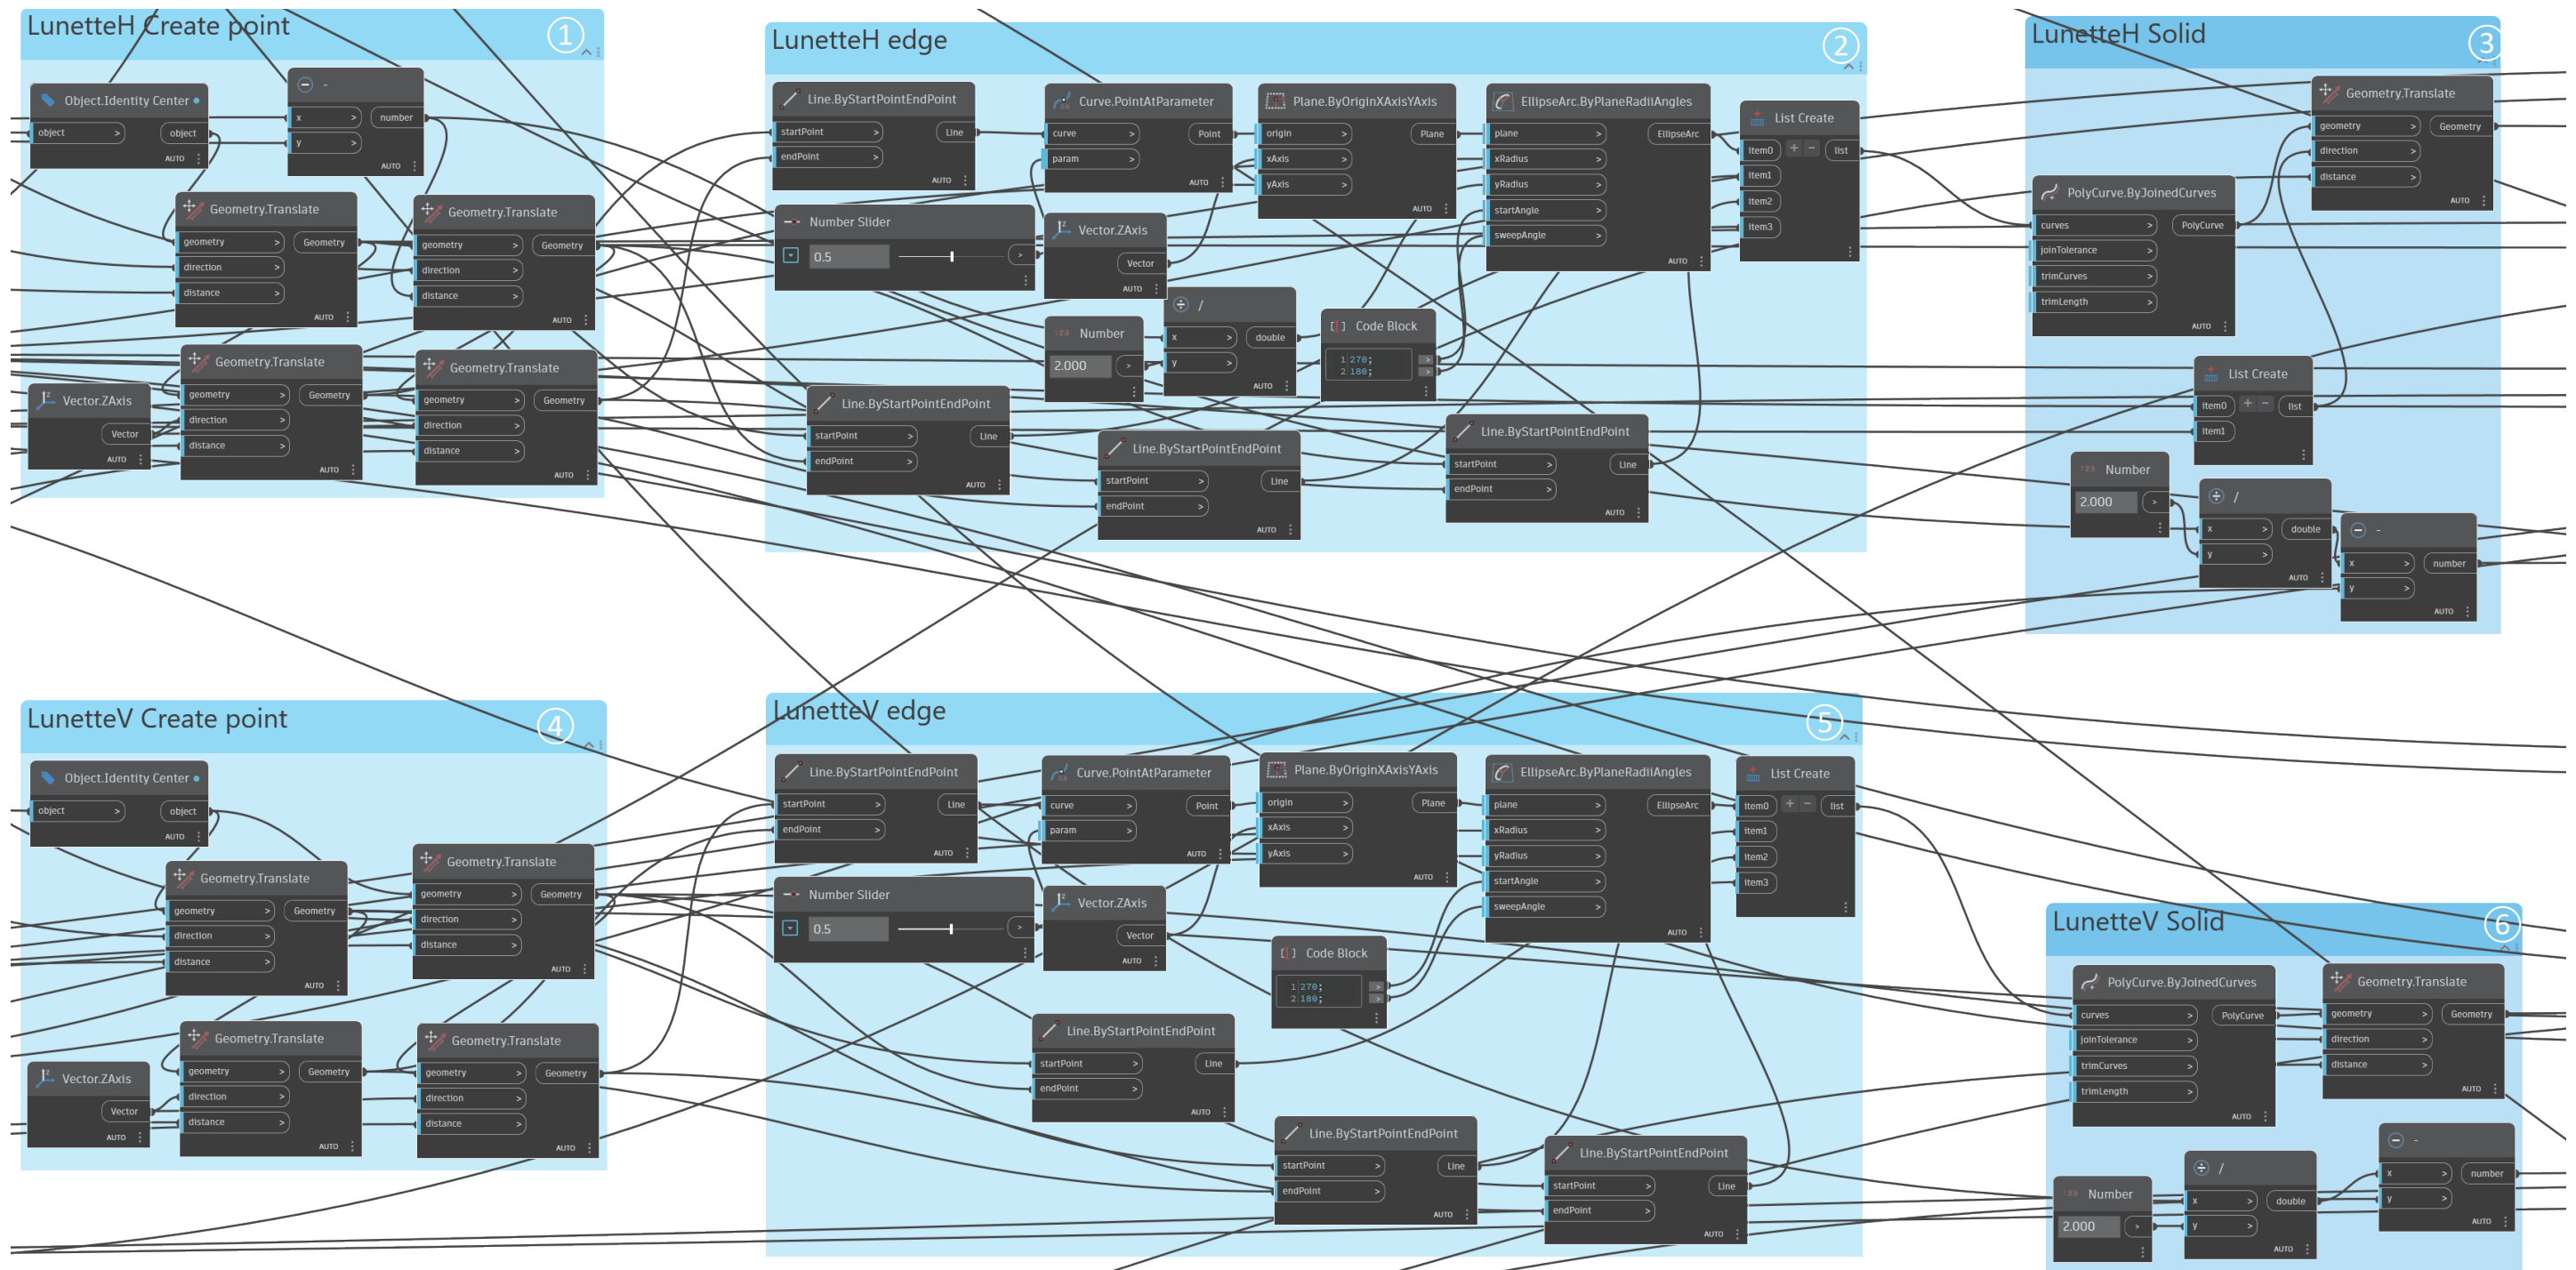 LunetteH Create point
①
Object.Identity Center
object > object
AUTO
-
x > number
y >
AUTO
Geometry.Translate
geometry > Geometry
direction >
distance >
AUTO
Geometry.Translate
geometry > Geometry
direction >
distance >
AUTO
Geometry.Translate
geometry > Geometry
direction >
distance >
AUTO
Geometry.Translate
geometry > Geometry
direction >
distance >
AUTO
Vector.ZAxis
Vector
AUTO
LunetteH edge
②
Line.ByStartPointEndPoint
startPoint > Line
endPoint >
AUTO
Curve.PointAtParameter
curve > Point
param >
AUTO
Plane.ByOriginXAxisYAxis
origin > Plane
xAxis >
yAxis >
AUTO
EllipseArc.ByPlaneRadiiAngles
plane > EllipseArc
xRadius >
yRadius >
startAngle >
sweepAngle >
AUTO
List Create
item0 + - list
item1
item2
item3
Number Slider
0.5 >
Vector.ZAxis
Vector
AUTO
Number
2.000 >
/
x > double
y >
AUTO
Code Block
1 270; >
2 180; >
Line.ByStartPointEndPoint
startPoint > Line
endPoint >
AUTO
Line.ByStartPointEndPoint
startPoint > Line
endPoint >
AUTO
Line.ByStartPointEndPoint
startPoint > Line
endPoint >
AUTO
LunetteH Solid
③
Geometry.Translate
geometry > Geometry
direction >
distance >
AUTO
PolyCurve.ByJoinedCurves
curves > PolyCurve
joinTolerance >
trimCurves >
trimLength >
AUTO
List Create
item0 + - list
item1
Number
2.000 >
/
x > double
y >
AUTO
-
x > number
y >
AUTO
LunetteV Create point
④
Object.Identity Center
object > object
AUTO
Geometry.Translate
geometry > Geometry
direction >
distance >
AUTO
Geometry.Translate
geometry > Geometry
direction >
distance >
AUTO
Geometry.Translate
geometry > Geometry
direction >
distance >
AUTO
Geometry.Translate
geometry > Geometry
direction >
distance >
AUTO
Vector.ZAxis
Vector
AUTO
LunetteV edge
⑤
Line.ByStartPointEndPoint
startPoint > Line
endPoint >
AUTO
Curve.PointAtParameter
curve > Point
param >
AUTO
Plane.ByOriginXAxisYAxis
origin > Plane
xAxis >
yAxis >
AUTO
EllipseArc.ByPlaneRadiiAngles
plane > EllipseArc
xRadius >
yRadius >
startAngle >
sweepAngle >
AUTO
List Create
item0 + - list
item1
item2
item3
Number Slider
0.5 >
Vector.ZAxis
Vector
AUTO
Code Block
1 270; >
2 180; >
Line.ByStartPointEndPoint
startPoint > Line
endPoint >
AUTO
Line.ByStartPointEndPoint
startPoint > Line
endPoint >
AUTO
Line.ByStartPointEndPoint
startPoint > Line
endPoint >
AUTO
LunetteV Solid
⑥
PolyCurve.ByJoinedCurves
curves > PolyCurve
joinTolerance >
trimCurves >
trimLength >
AUTO
Geometry.Translate
geometry > Geometry
direction >
distance >
AUTO
Number
2.000 >
/
x > double
y >
AUTO
-
x > number
y >
AUTO